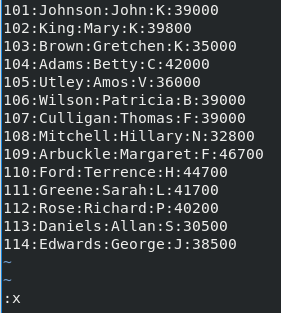 101:Johnson:John:K:39000
102:King:Mary:K:39800
103:Brown:Gretchen:K:35000
104:Adams:Betty:C:42000
105:Utley:Amos:V:36000
106:Wilson:Patricia:B:39000
107:Culligan:Thomas:F:39000
108:Mitchell:Hillary:N:32800
109:Arbuckle:Margaret:F:46700
110:Ford:Terrence:H:44700
111:Greene:Sarah:L:41700
112:Rose:Richard:P:40200
113:Daniels:Allan:S:30500
114:Edwards:George:J:38500
~
~
:x